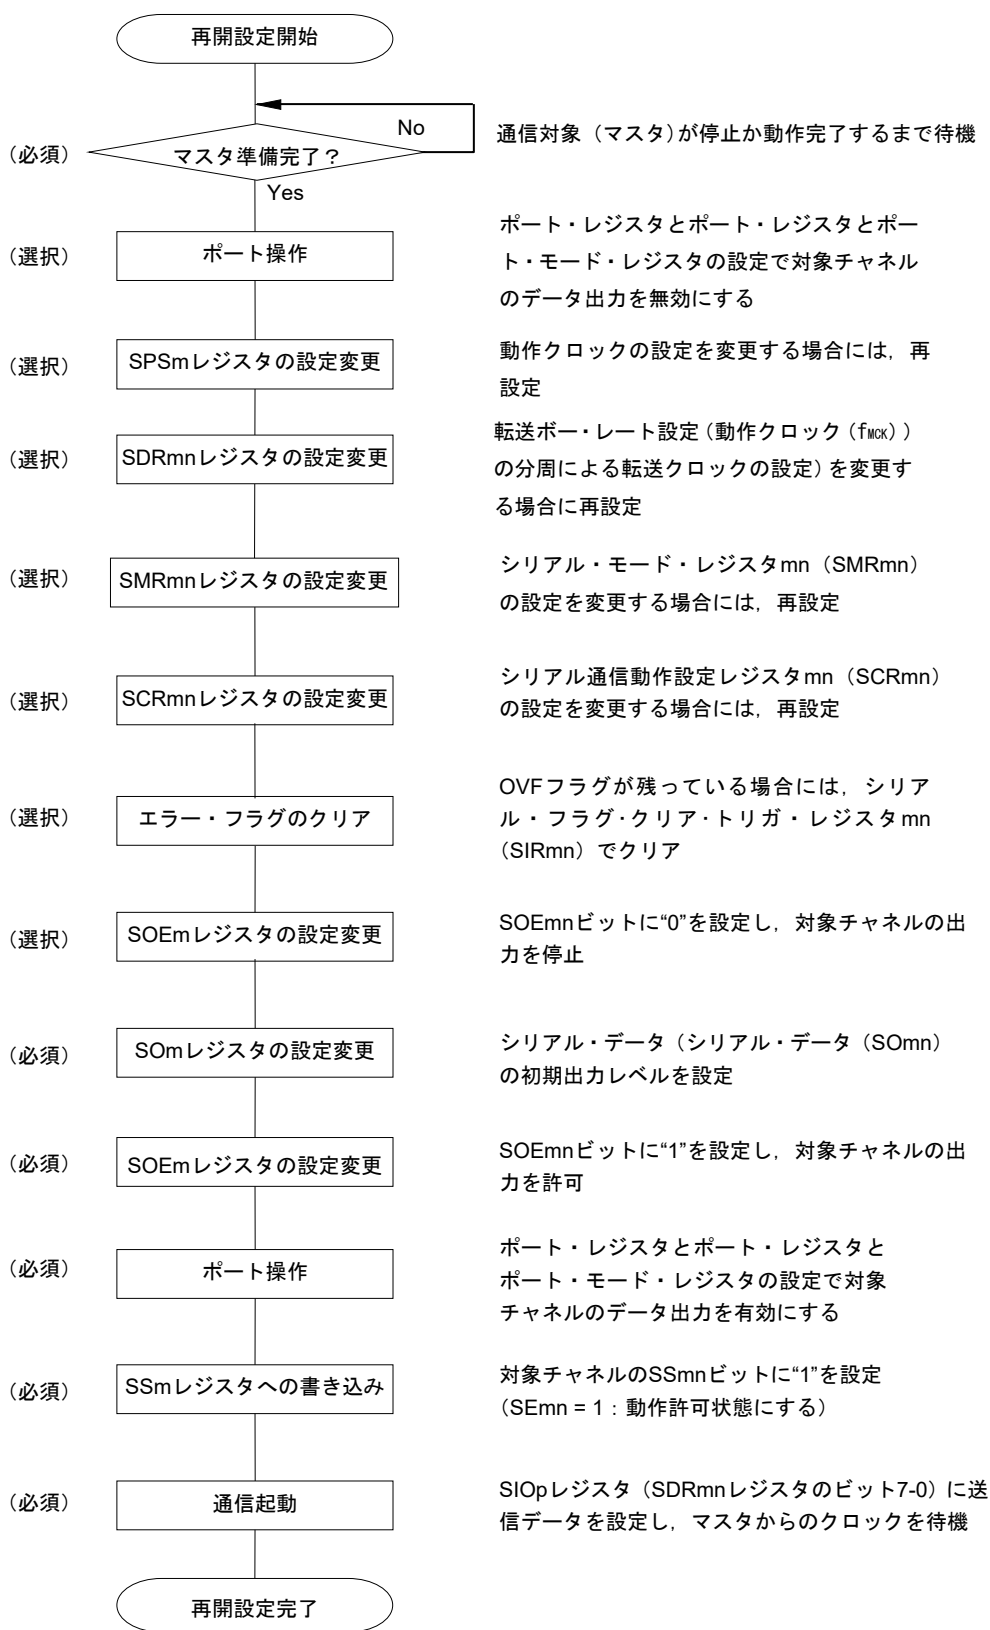 再開設定開始
No
通信対象（マスタ）が停止か動作完了するまで待機
（必須）
マスタ準備完了？
Yes
（選択）
ポート操作
ポート・レジスタとポート・レジスタとポー
ト・モード・レジスタの設定で対象チャネル
のデータ出力を無効にする
（選択）
SPSmレジスタの設定変更
動作クロックの設定を変更する場合には，再
設定
（選択）
SDRmnレジスタの設定変更
転送ボー・レート設定（動作クロック（fMCK））
の分周による転送クロックの設定）を変更す
る場合に再設定
（選択）
SMRmnレジスタの設定変更
シリアル・モード・レジスタmn（SMRmn）
の設定を変更する場合には，再設定
（選択）
SCRmnレジスタの設定変更
シリアル通信動作設定レジスタmn（SCRmn）
の設定を変更する場合には，再設定
（選択）
エラー・フラグのクリア
OVFフラグが残っている場合には，シリア
ル・フラグ・クリア・トリガ・レジスタmn
（SIRmn）でクリア
（選択）
SOEmレジスタの設定変更
SOEmnビットに“0”を設定し，対象チャネルの出
力を停止
（必須）
SOmレジスタの設定変更
シリアル・データ（シリアル・データ（SOmn）
の初期出力レベルを設定
（必須）
SOEmレジスタの設定変更
SOEmnビットに“1”を設定し，対象チャネルの出
力を許可
（必須）
ポート操作
ポート・レジスタとポート・レジスタと
ポート・モード・レジスタの設定で対象
チャネルのデータ出力を有効にする
（必須）
SSmレジスタへの書き込み
対象チャネルのSSmnビットに“1”を設定
（SEmn = 1：動作許可状態にする）
（必須）
通信起動
SIOpレジスタ（SDRmnレジスタのビット7-0）に送
信データを設定し，マスタからのクロックを待機
再開設定完了